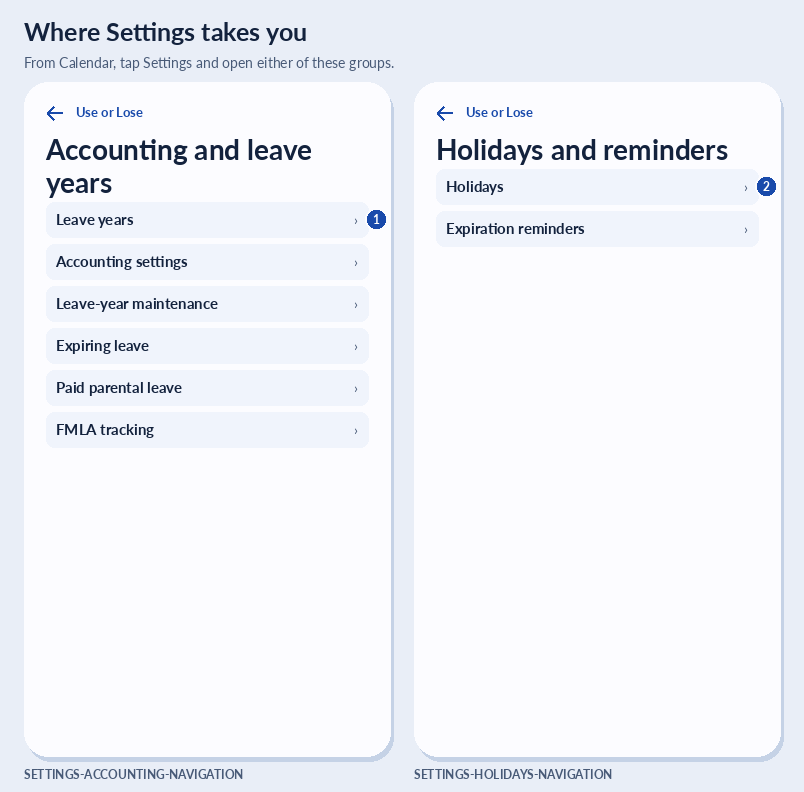 Where Settings takes you
From Calendar, tap Settings and open either of these groups.
Use or Lose
Accounting and leave
years
Leave years ›
1
Accounting settings ›
Leave-year maintenance ›
Expiring leave ›
Paid parental leave ›
FMLA tracking ›
SETTINGS-ACCOUNTING-NAVIGATION
Use or Lose
Holidays and reminders
Holidays ›
2
Expiration reminders ›
SETTINGS-HOLIDAYS-NAVIGATION